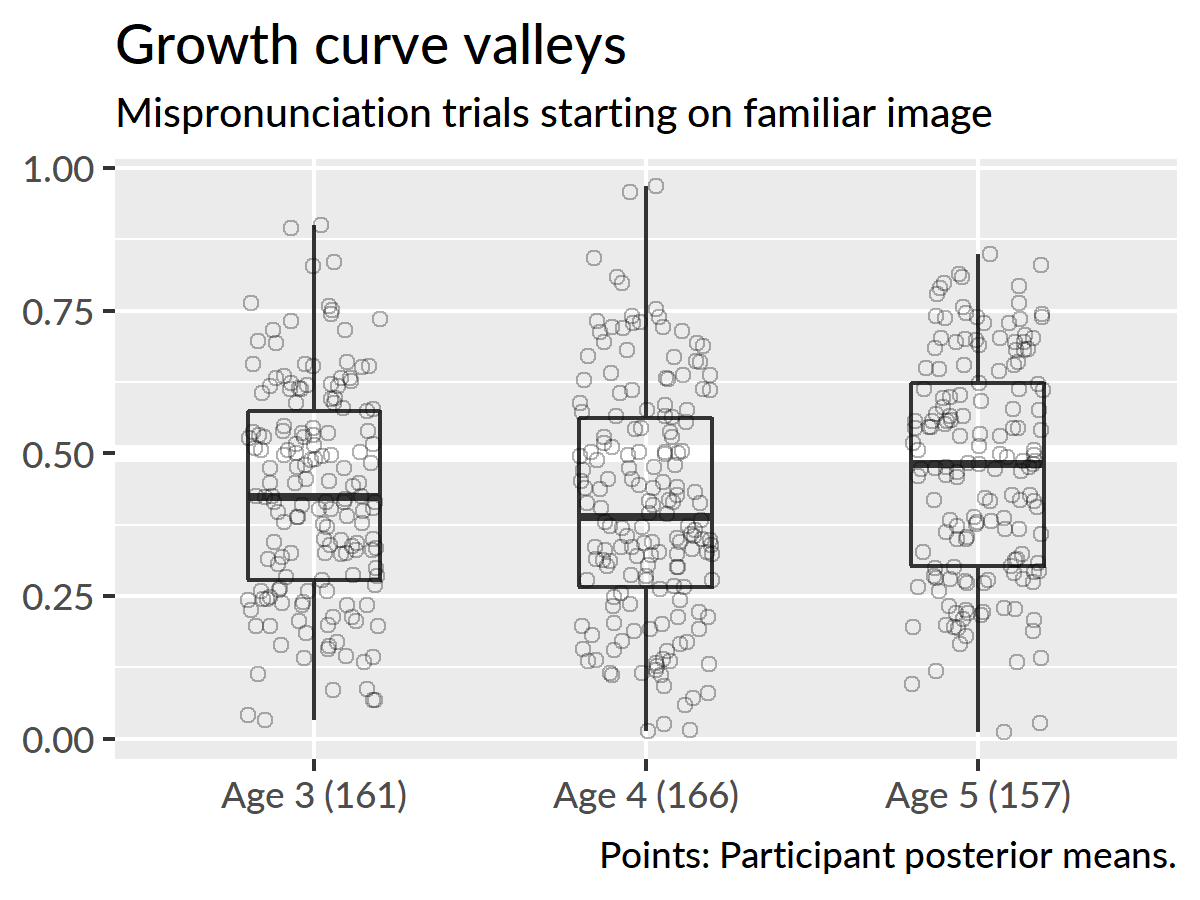 Growth curve valleys
Mispronunciation trials starting on familiar image
1.00
0.75
0.50
0.25
0.00
Age 3 (161) Age 4 (166) Age 5 (157)
Points: Participant posterior means.